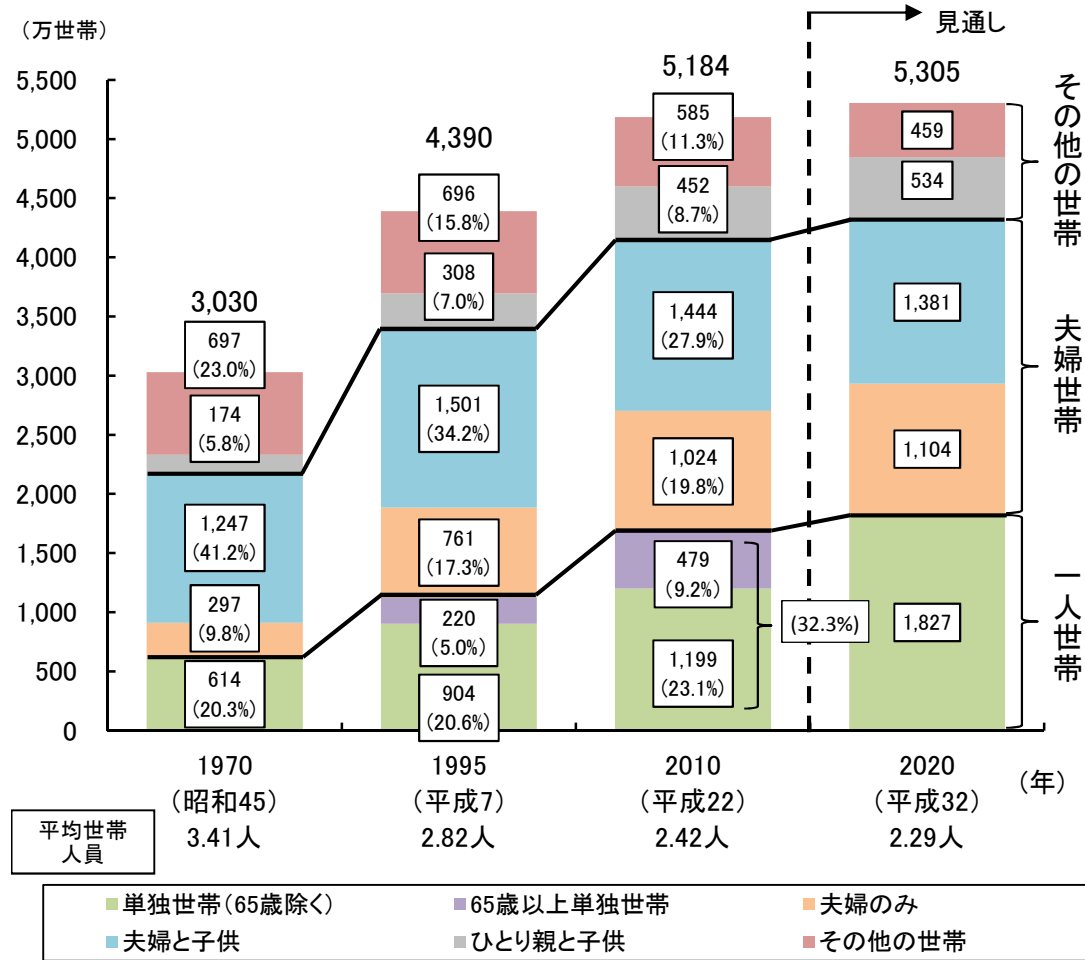 (万世帯)
見通し
5,500
5,000
4,500
4,000
3,500
3,000
2,500
2,000
1,500
1,000
500
0
3,030
697
(23.0%)
174
(5.8%)
1,247
(41.2%)
297
(9.8%)
614
(20.3%)
4,390
696
(15.8%)
308
(7.0%)
1,501
(34.2%)
761
(17.3%)
220
(5.0%)
904
(20.6%)
5,184
585
(11.3%)
452
(8.7%)
1,444
(27.9%)
1,024
(19.8%)
479
(9.2%)
1,199
(23.1%)
(32.3%)
5,305
459
534
1,381
1,104
1,827
その他の世帯
夫婦世帯
一人世帯
1970
1995
2010
2020
(年)
(昭和45)
(平成7)
(平成22)
(平成32)
平均世帯
人員
3.41人
2.82人
2.42人
2.29人
単独世帯(65歳除く)
65歳以上単独世帯
夫婦のみ
夫婦と子供
ひとり親と子供
その他の世帯